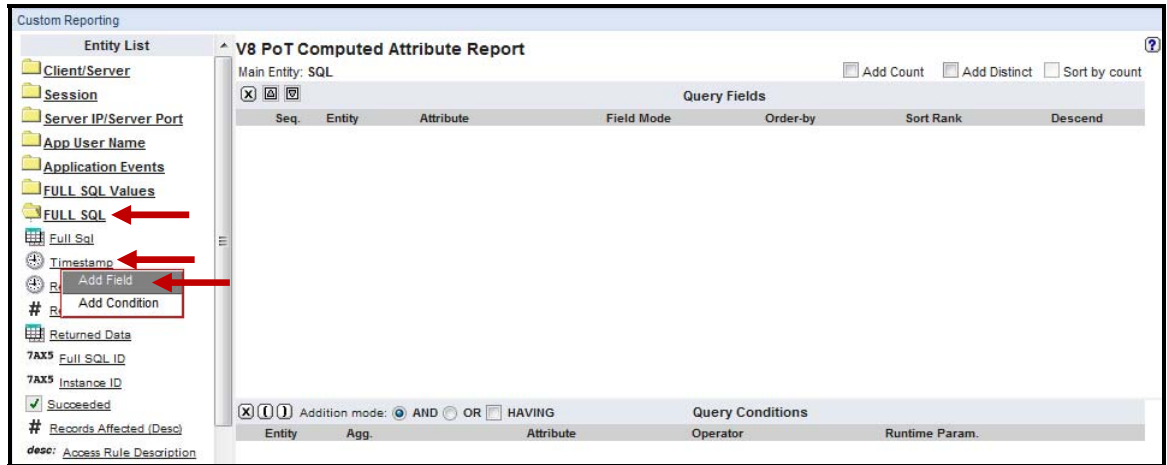 Custom Reporting
Entity List
Client/Server
Session
Server IP/Server Port
App User Name
Application Events
FULL SQL Values
FULL SQL
Full Sql
Timestamp
Add Field
Add Condition
Returned Data
7AX5 Full SQL ID
7AX5 Instance ID
Succeeded
# Records Affected (Desc)
desc: Access Rule Description
V8 PoT Computed Attribute Report
?
Main Entity: SQL
Add Count Add Distinct Sort by count
Query Fields
Seq. Entity Attribute Field Mode Order-by Sort Rank Descend
X ( ) Addition mode: AND OR HAVING Query Conditions
Entity Agg. Attribute Operator Runtime Param.